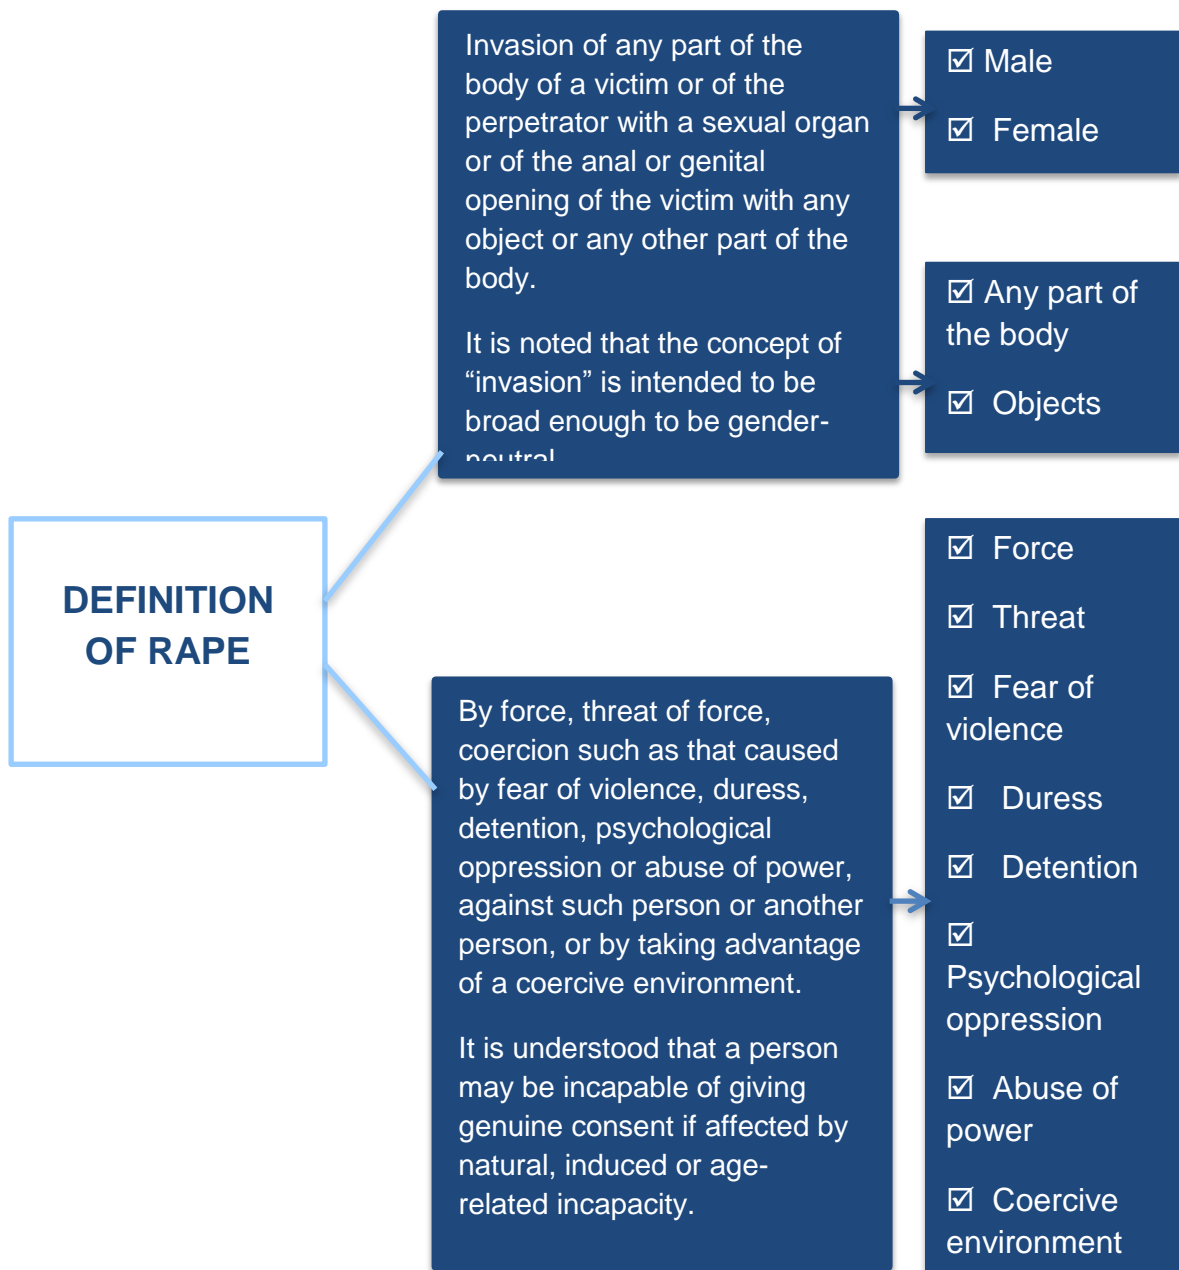 Invasion of any part of the
body of a victim or of the
perpetrator with a sexual organ
or of the anal or genital
opening of the victim with any
object or any other part of the
body.
It is noted that the concept of
“invasion” is intended to be
broad enough to be gender-
neutral
☑ Male
☑ Female
☑ Any part of
the body
☑ Objects
DEFINITION
OF RAPE
By force, threat of force,
coercion such as that caused
by fear of violence, duress,
detention, psychological
oppression or abuse of power,
against such person or another
person, or by taking advantage
of a coercive environment.
It is understood that a person
may be incapable of giving
genuine consent if affected by
natural, induced or age-
related incapacity.
☑ Force
☑ Threat
☑ Fear of
violence
☑ Duress
☑ Detention
☑
Psychological
oppression
☑ Abuse of
power
☑ Coercive
environment